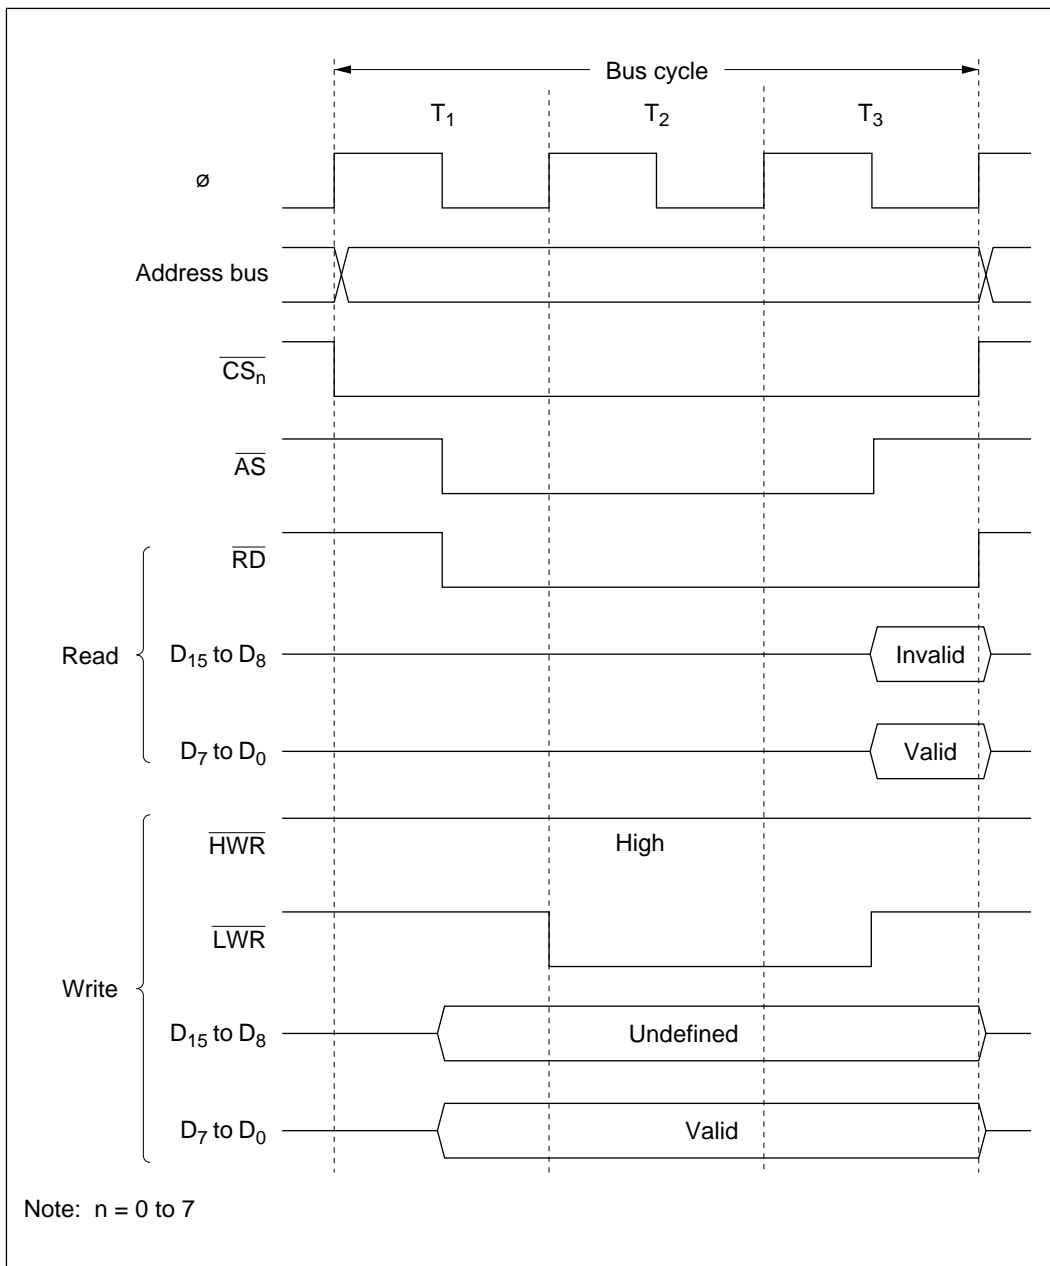 Bus cycle
T1 T2 T3
ø
Address bus
CSn
AS
RD
Read
D15 to D8 Invalid
D7 to D0 Valid
HWR High
LWR
Write
D15 to D8 Undefined
D7 to D0 Valid
Note: n = 0 to 7